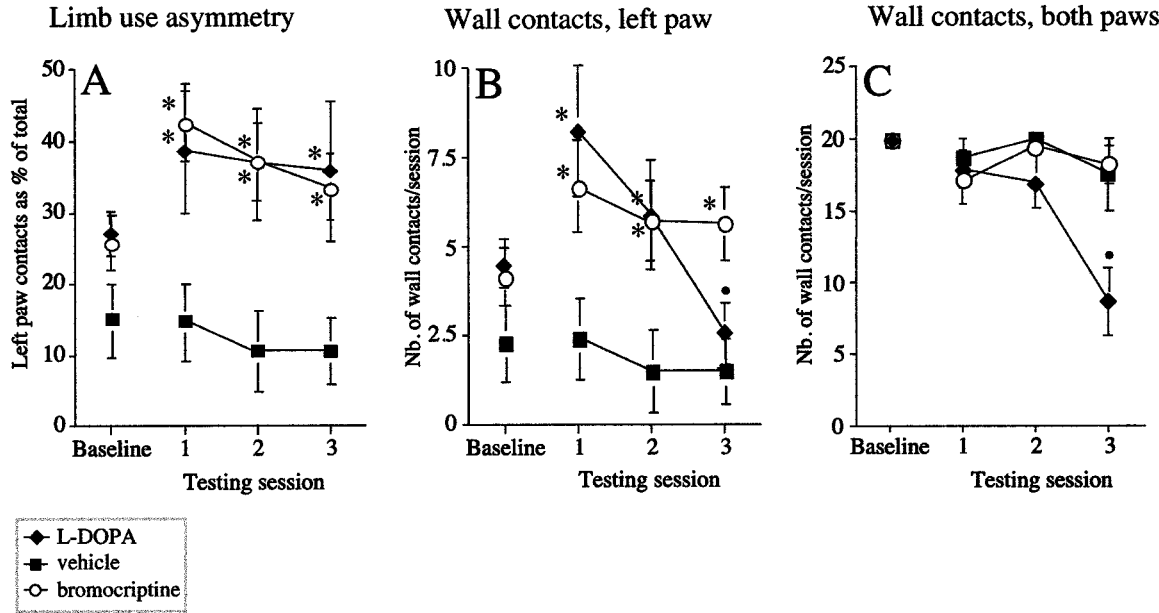 Limb use asymmetry
Wall contacts, left paw
Wall contacts, both paws
A
Left paw contacts as % of total
50
40
30
20
10
0
*
*
*
*
*
*
Baseline 1 2 3
Testing session
B
Nb. of wall contacts/session
10
7.5
5
2.5
0
*
*
*
*
*
•
Baseline 1 2 3
Testing session
C
Nb. of wall contacts/session
25
20
15
10
5
0
•
Baseline 1 2 3
Testing session
L-DOPA
vehicle
bromocriptine